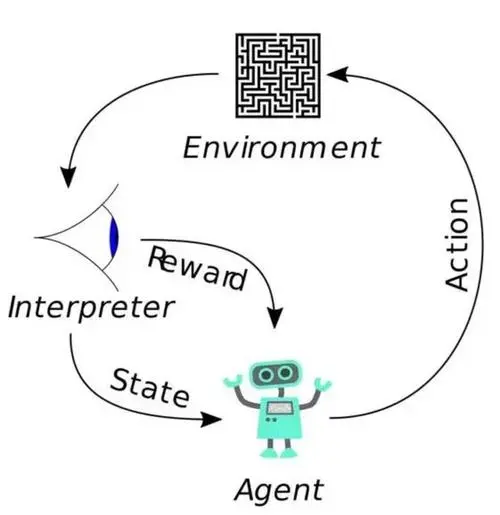 Environment
Action
Reward
Interpreter
State
Agent